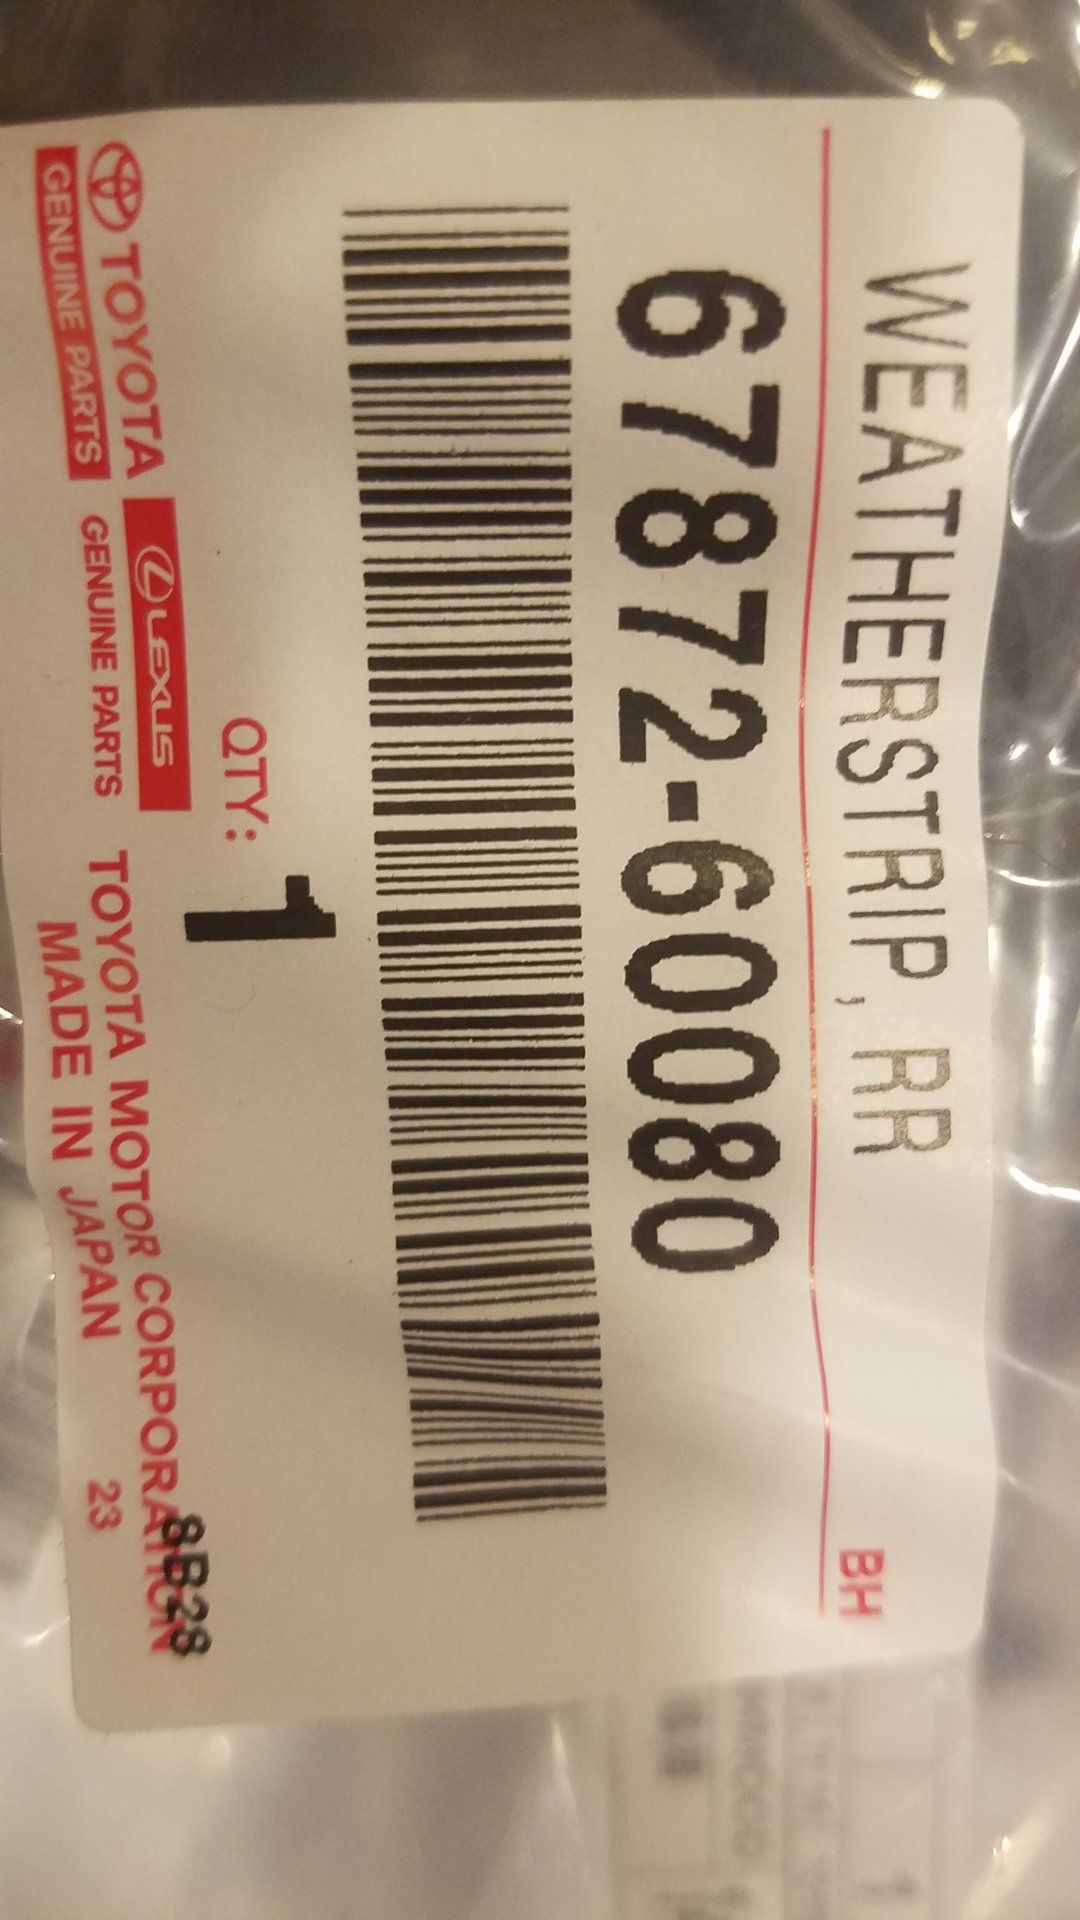 WEATHERSTRIP, RR
BH
67872-60080
QTY: 1
TOYOTA
GENUINE PARTS
LEXUS
GENUINE PARTS
TOYOTA MOTOR CORPORATION
MADE IN JAPAN 23
8B28